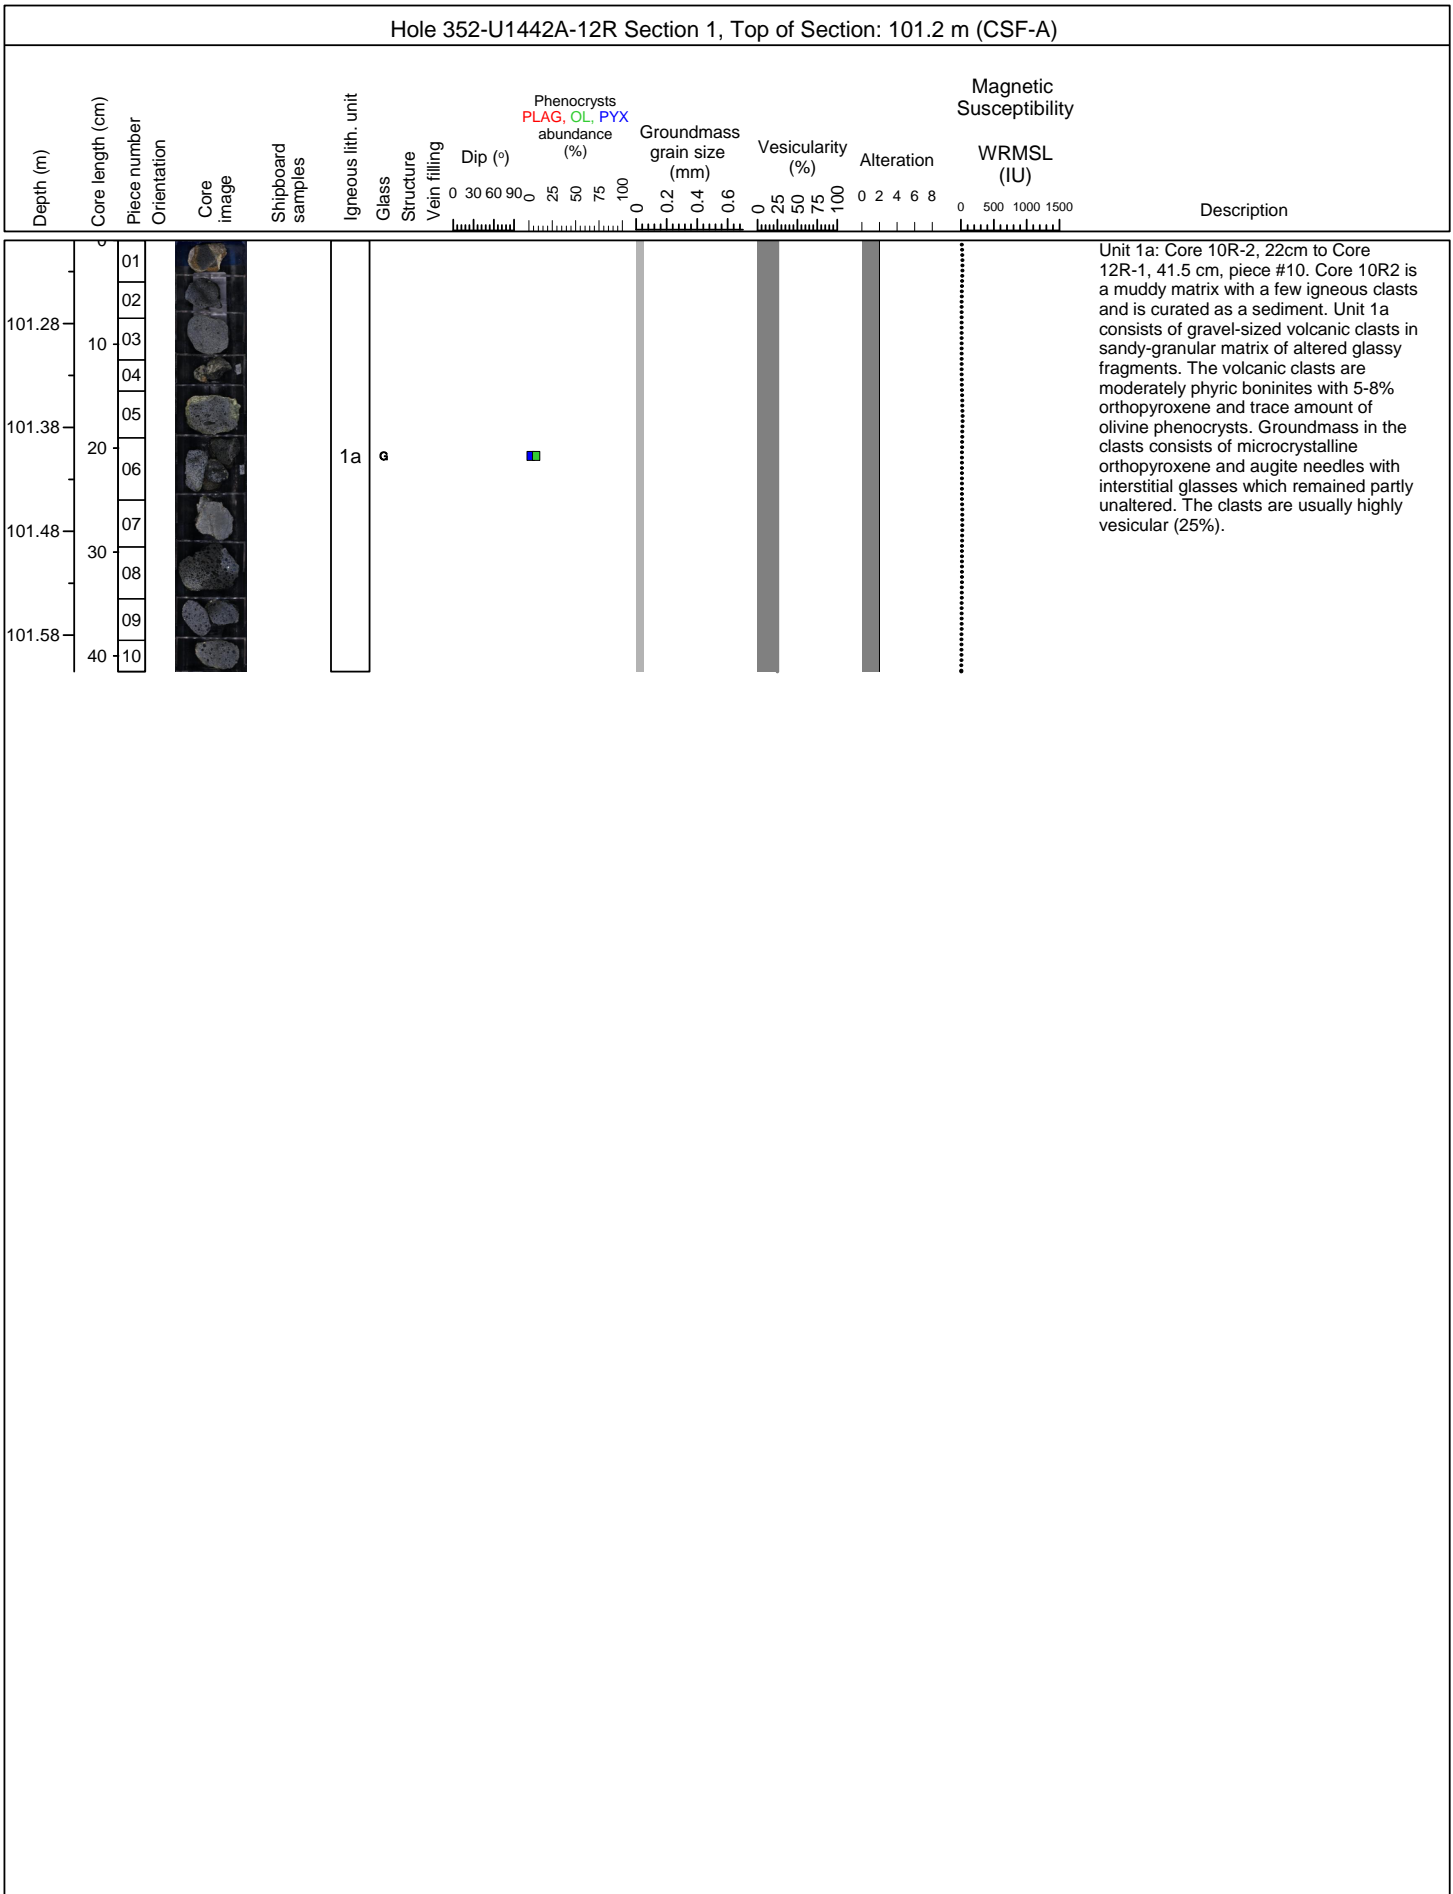 Hole 352-U1442A-12R Section 1, Top of Section: 101.2 m (CSF-A)
Depth (m)
Core length (cm)
Piece number
Orientation
Core
image
Shipboard
samples
Igneous lith. unit
Glass
Structure
Vein filling
Dip (º)
0 30 60 90
Phenocrysts
PLAG, OL, PYX
abundance
(%)
0 25 50 75 100
Groundmass
grain size
(mm)
0 0.2 0.4 0.6
Vesicularity
(%)
0 25 50 75 100
Alteration
0 2 4 6 8
Magnetic
Susceptibility
WRMSL
(IU)
0 500 1000 1500
Description
101.28
101.38
101.48
101.58
0
10
20
30
40
01
02
03
04
05
06
07
08
09
10
1a
G
Unit 1a: Core 10R-2, 22cm to Core
12R-1, 41.5 cm, piece #10. Core 10R2 is
a muddy matrix with a few igneous clasts
and is curated as a sediment. Unit 1a
consists of gravel-sized volcanic clasts in
sandy-granular matrix of altered glassy
fragments. The volcanic clasts are
moderately phyric boninites with 5-8%
orthopyroxene and trace amount of
olivine phenocrysts. Groundmass in the
clasts consists of microcrystalline
orthopyroxene and augite needles with
interstitial glasses which remained partly
unaltered. The clasts are usually highly
vesicular (25%).